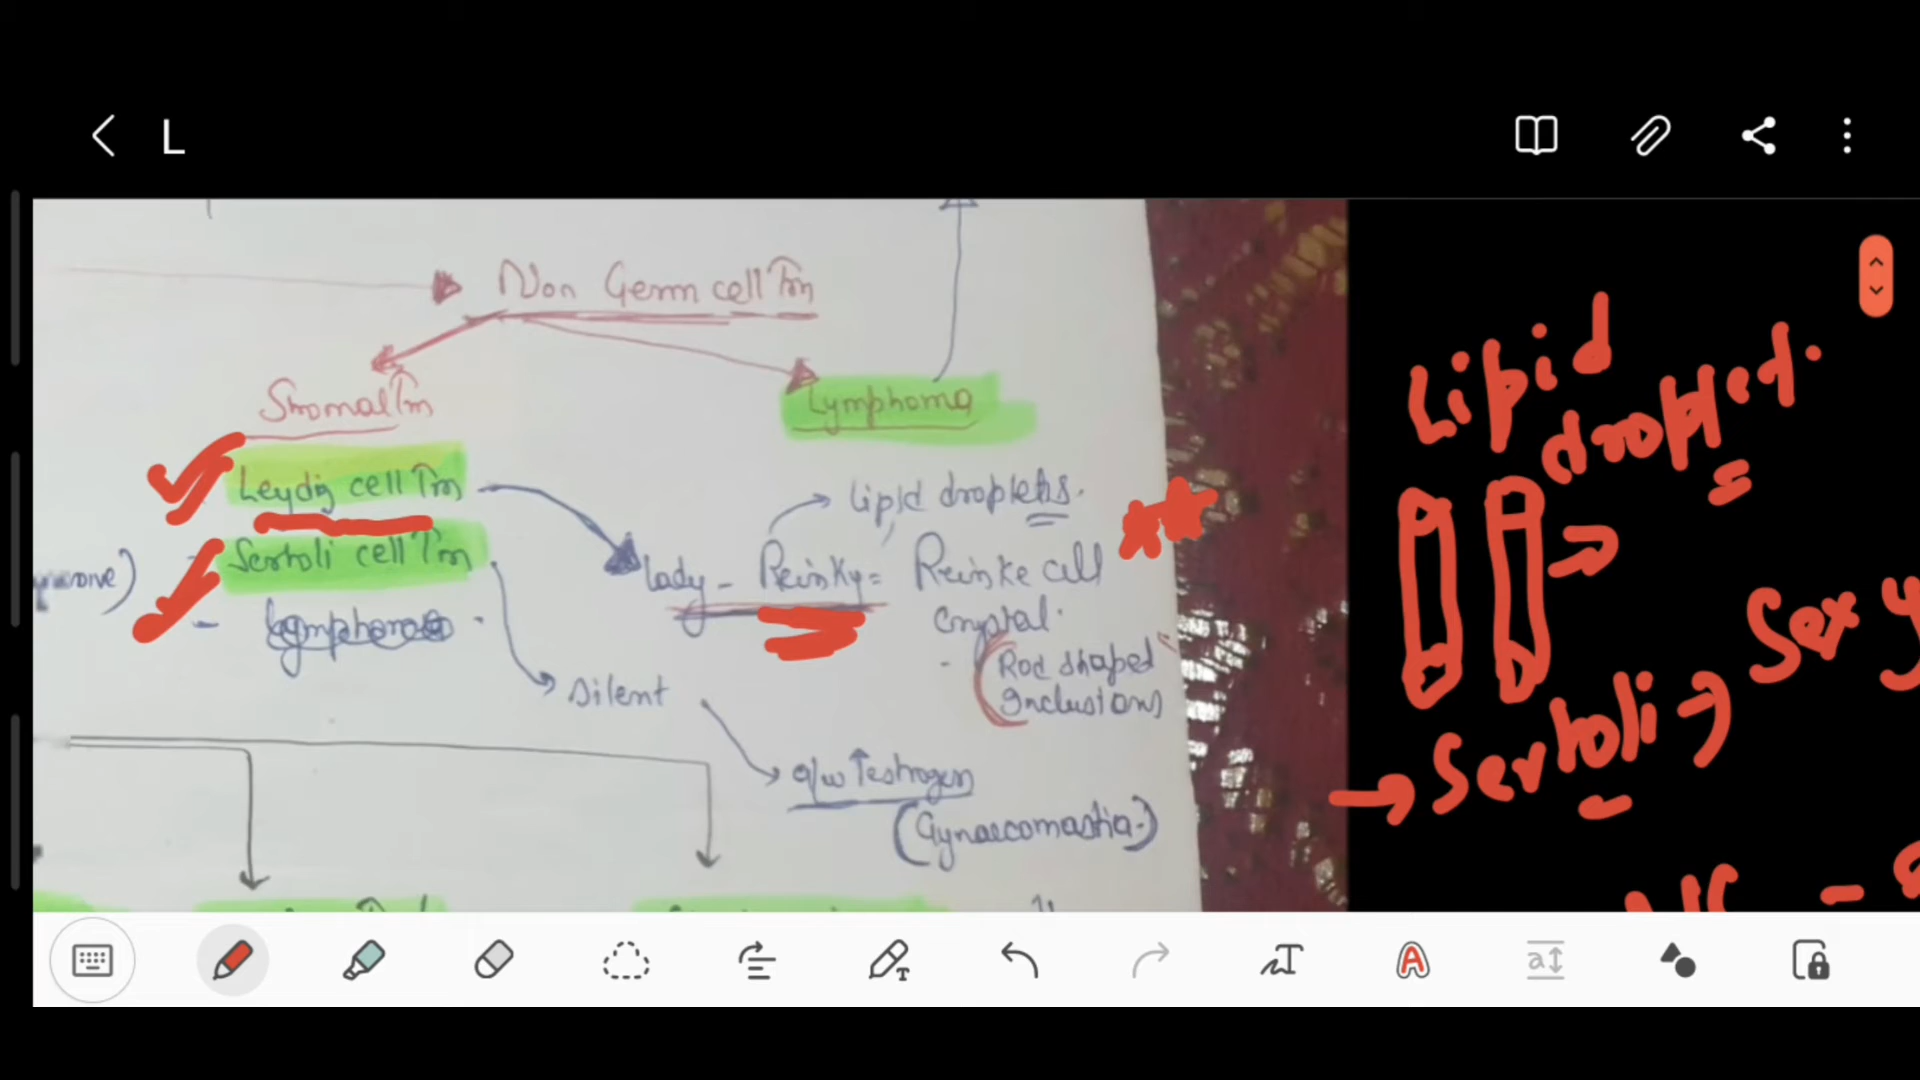 L
Non Germ cell Tm
Stromal Tm
Lymphoma
Leydig cell Tm
Sertoli cell Tm
Lymphoma
lipid droplets.
lady - Reinky = Reinke cell
crystal.
(Rod shaped
Inclusions
Silent
a/w ↑estrogen
(Gynaecomastia.)
Lipid
droplet.
→ Sertoli → Sex